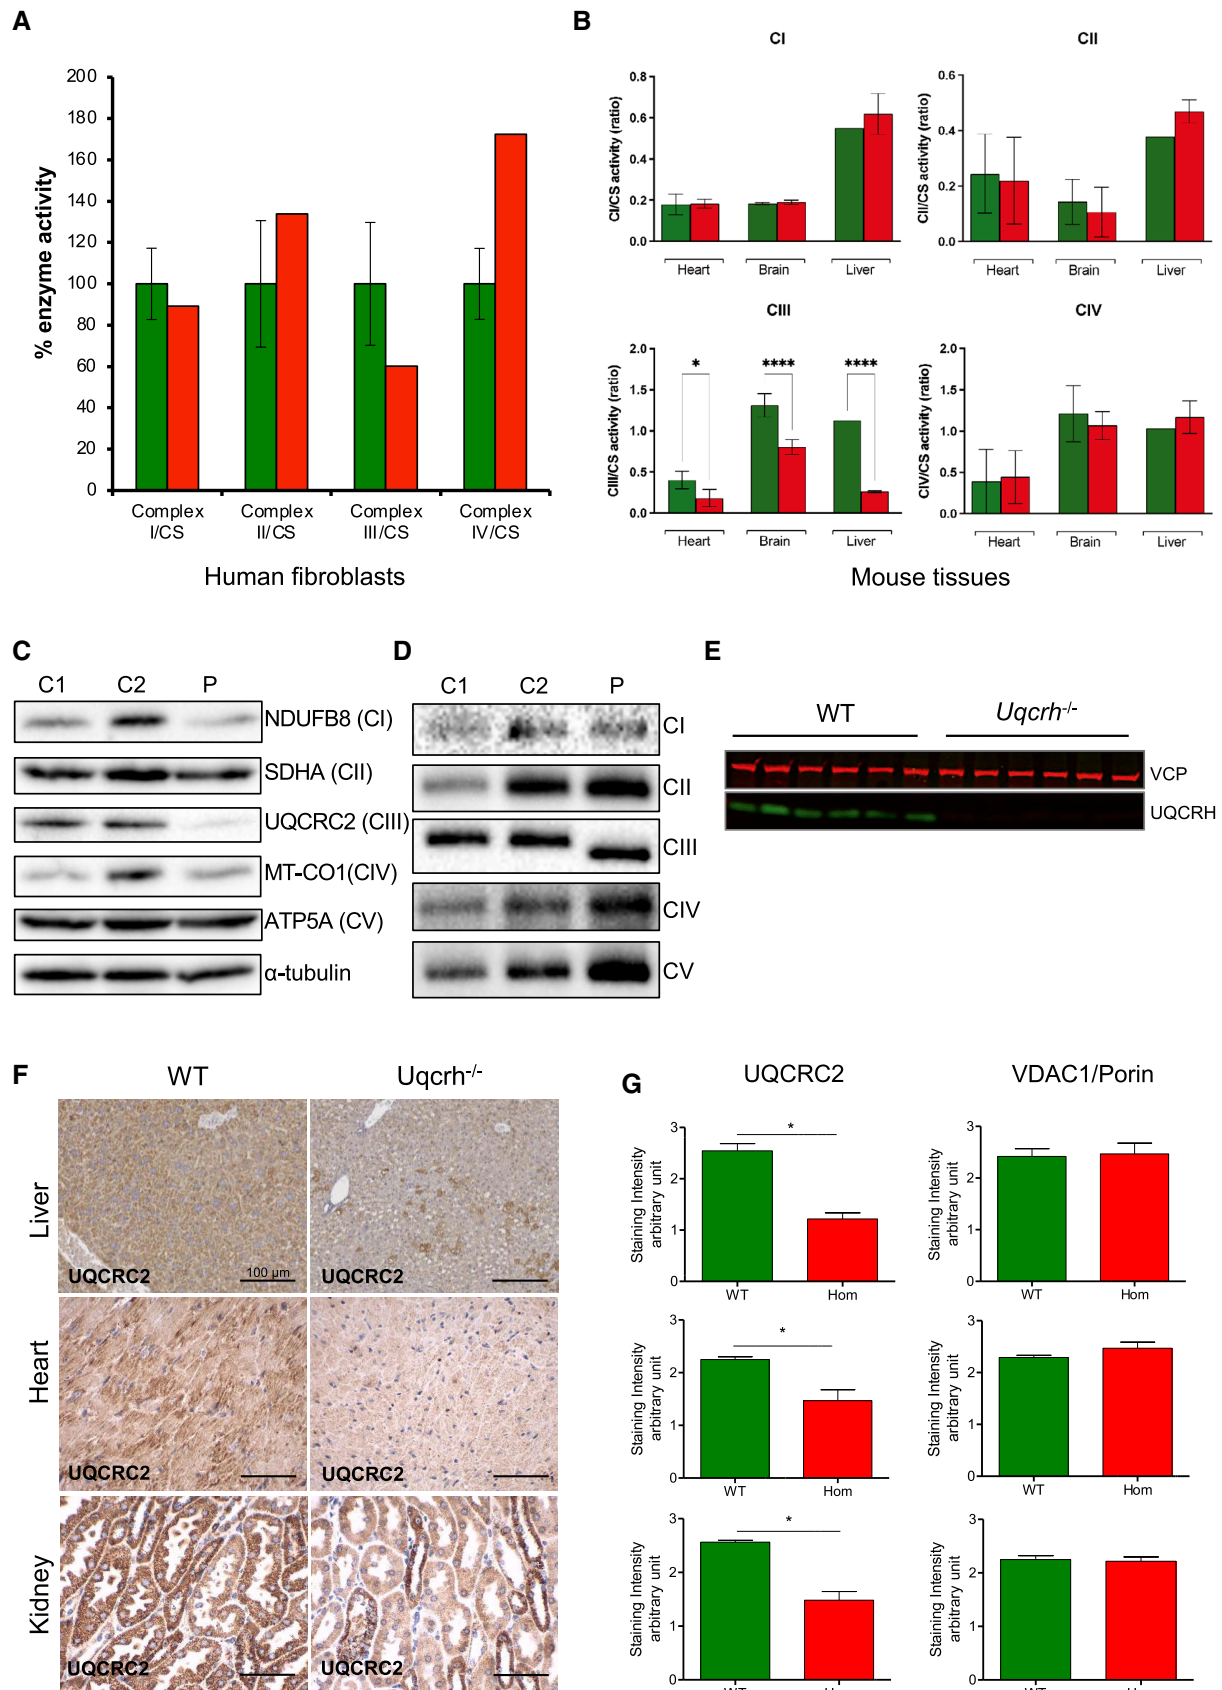 A
200
180
160
140
120
100
80
60
40
20
0
% enzyme activity
Complex I/CS
Complex II/CS
Complex III/CS
Complex IV/CS
Human fibroblasts
B
CI
CI/CS activity (ratio)
0.8
0.6
0.4
0.2
0.0
Heart Brain Liver
CII
CII/CS activity (ratio)
0.6
0.4
0.2
0.0
Heart Brain Liver
CIII
CIII/CS activity (ratio)
2.0
1.5
1.0
0.5
0.0
* **** ****
Heart Brain Liver
CIV
CIV/CS activity (ratio)
2.0
1.5
1.0
0.5
0.0
Heart Brain Liver
Mouse tissues
C
C1 C2 P
NDUFB8 (CI)
SDHA (CII)
UQCRC2 (CIII)
MT-CO1(CIV)
ATP5A (CV)
α-tubulin
D
C1 C2 P
CI
CII
CIII
CIV
CV
E
WT Uqcrh-/-
VCP
UQCRH
F
WT Uqcrh-/-
Liver
UQCRC2 100 µm UQCRC2
Heart
UQCRC2 UQCRC2
Kidney
UQCRC2 UQCRC2
G
UQCRC2 VDAC1/Porin
Staining Intensity
arbitrary unit
3
2
1
0
*
WT Hom
Staining Intensity
arbitrary unit
3
2
1
0
WT Hom
Staining Intensity
arbitrary unit
3
2
1
0
*
WT Hom
Staining Intensity
arbitrary unit
3
2
1
0
WT Hom
Staining Intensity
arbitrary unit
3
2
1
0
*
WT Hom
Staining Intensity
arbitrary unit
3
2
1
0